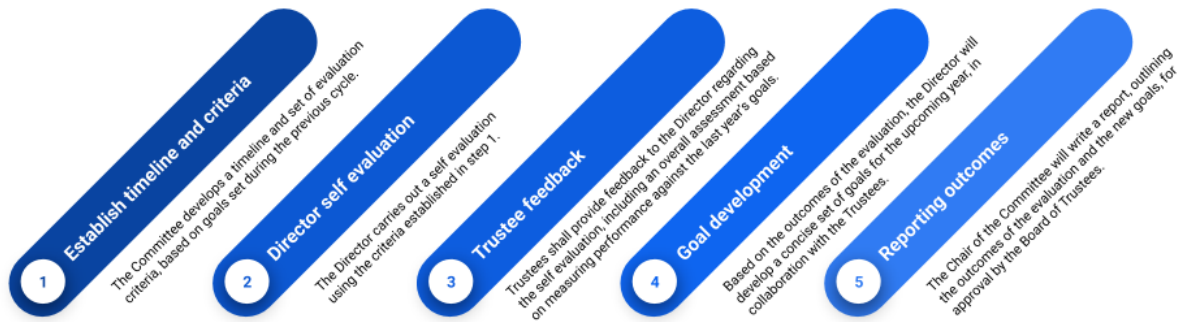 1
Establish timeline and criteria
The Committee develops a timeline and set of evaluation
criteria, based on goals set during the previous cycle.
2
Director self evaluation
The Director carries out a self evaluation
using the criteria established in step 1.
3
Trustee feedback
Trustees shall provide feedback to the Director regarding
the self evaluation, including an overall assessment based
on measuring performance against the last year's goals.
4
Goal development
Based on the outcomes of the evaluation, the Director will
develop a concise set of goals for the upcoming year, in
collaboration with the Trustees.
5
Reporting outcomes
The Chair of the Committee will write a report, outlining
the outcomes of the evaluation and the new goals, for
approval by the Board of Trustees.